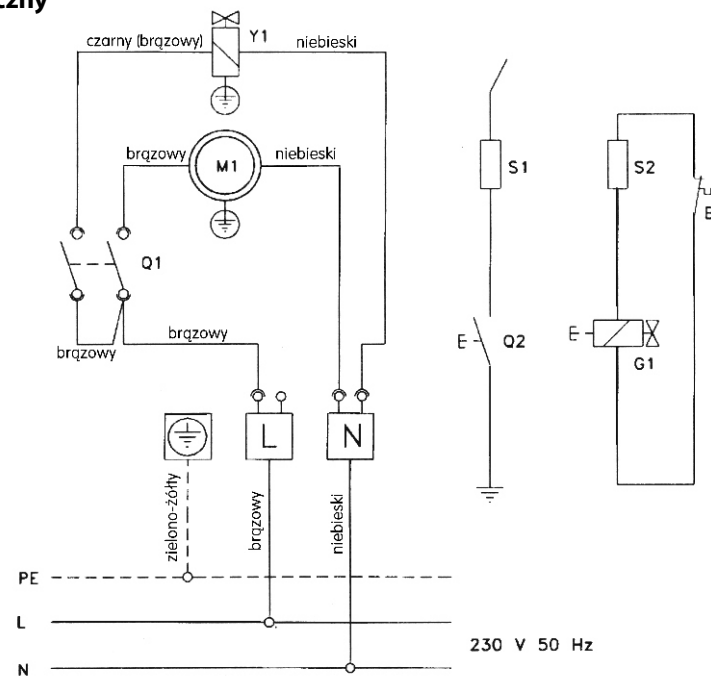 czny
czarny (brązowy)
Y1
niebieski
brązowy
M1
niebieski
S1
S2
E
Q1
brązowy
brązowy
E
Q2
E
G1
L
N
zielono-żółty
brązowy
niebieski
PE
L
N
230 V 50 Hz